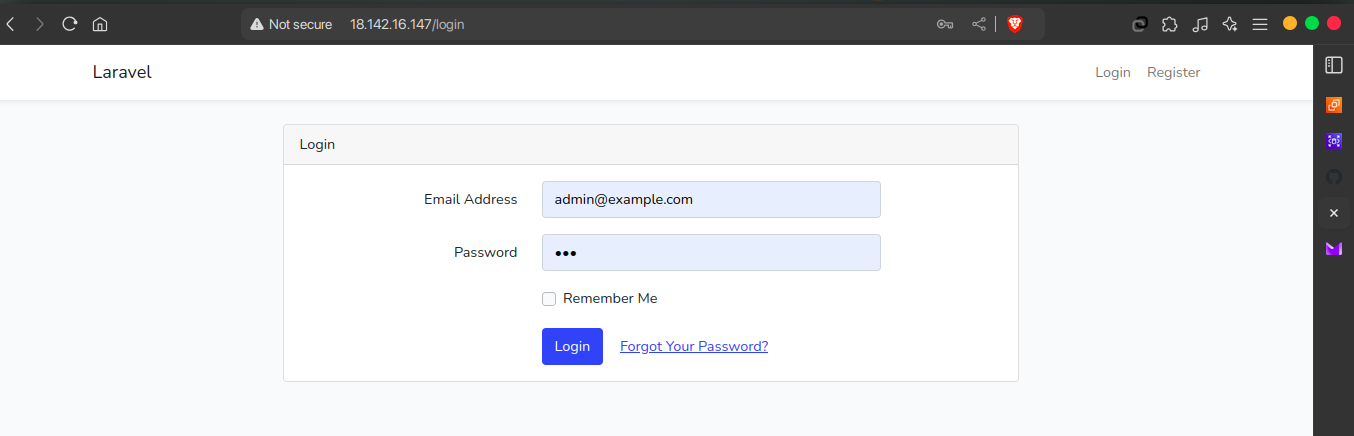 Not secure 18.142.16.147/login
Laravel Login Register
Login
Email Address admin@example.com
Password •••
Remember Me
Login Forgot Your Password?